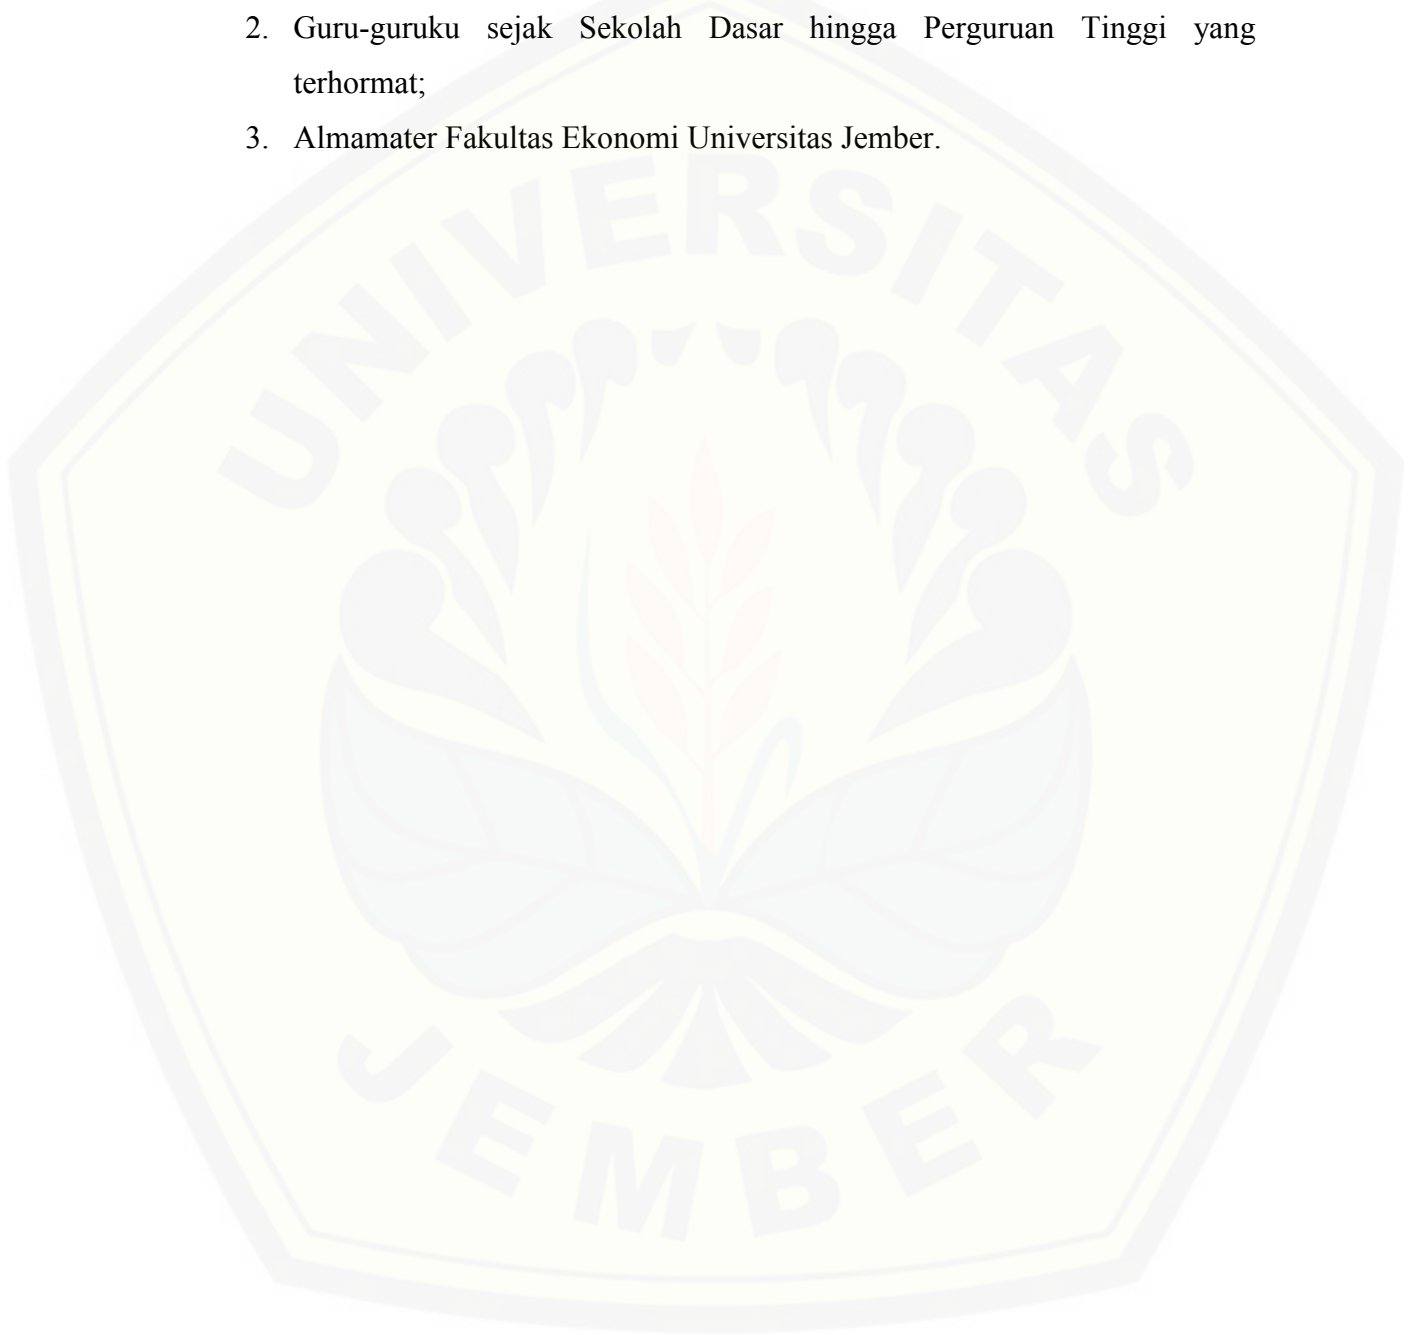 2. Guru-guruku sejak Sekolah Dasar hingga Perguruan Tinggi yang
terhormat;
3. Almamater Fakultas Ekonomi Universitas Jember.
UNIVERSITAS
JEMBER